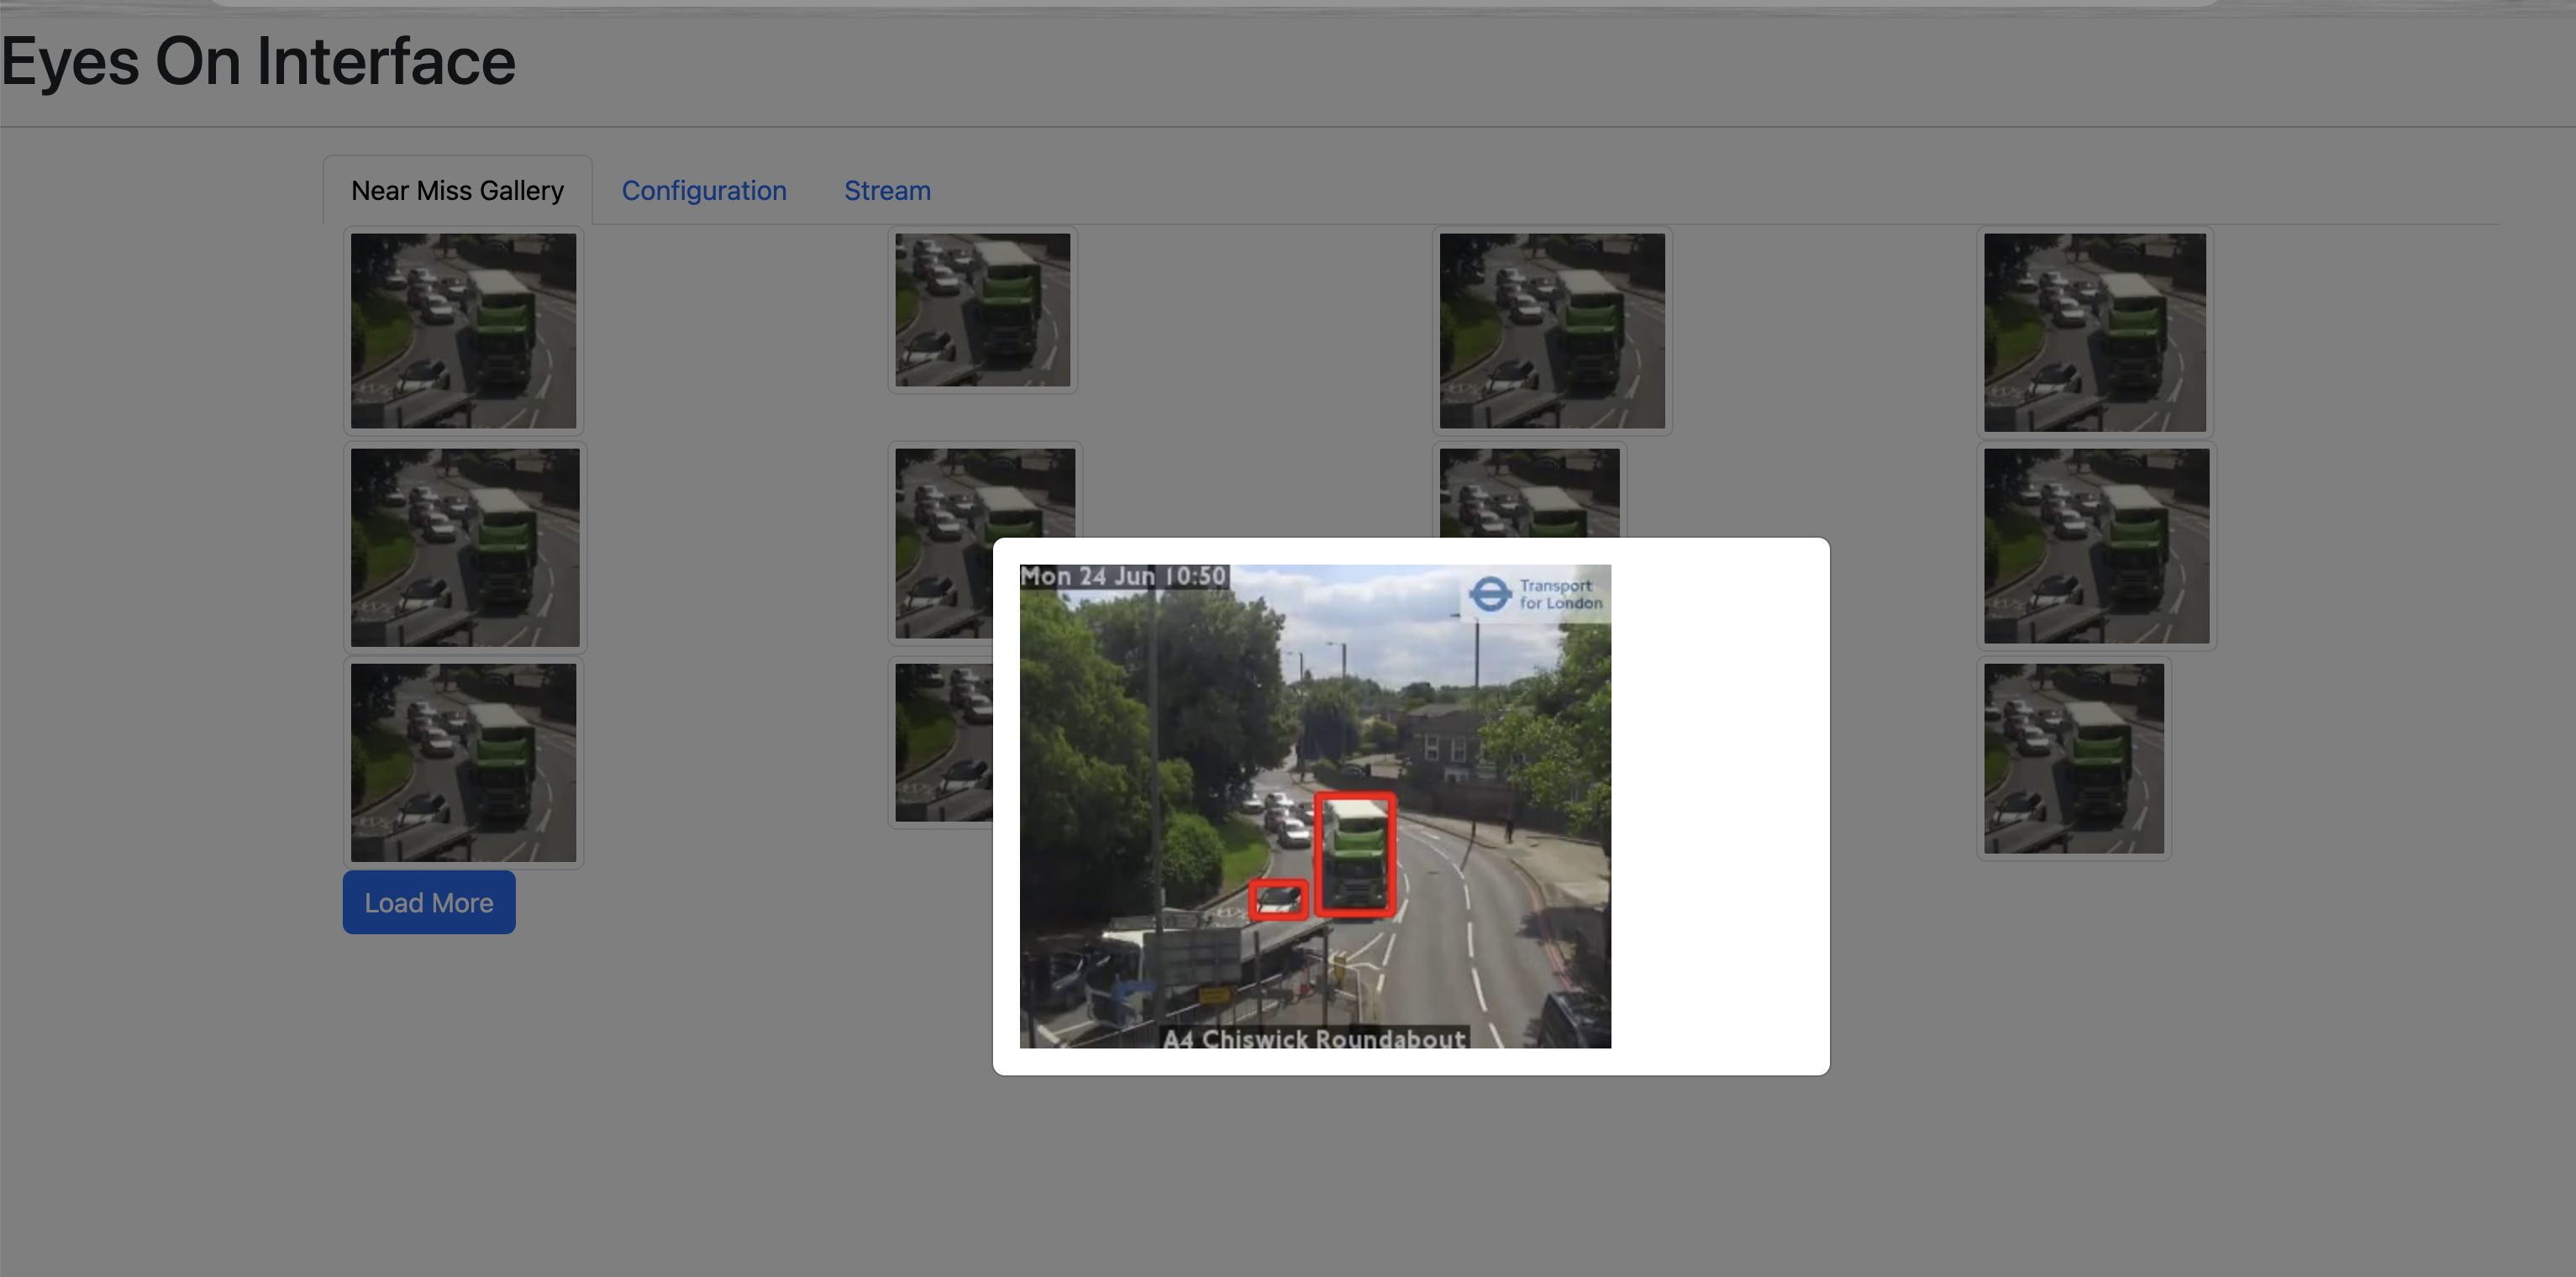 Eyes On Interface
Near Miss Gallery
Configuration
Stream
Mon 24 Jun 10:50
Transport
for London
A4 Chiswick Roundabout
Load More